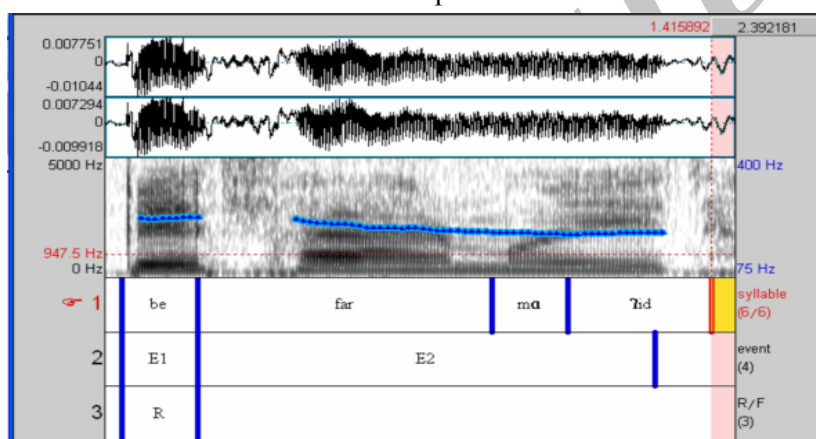 1.415892 2.392181
0.007751
0
-0.01044
0.007294
0
-0.009918
5000 Hz 400 Hz
947.5 Hz
0 Hz 75 Hz
☞ 1 be far mɑ ʔid syllable
(6/6)
2 E1 E2 event
(4)
3 R R/F
(3)